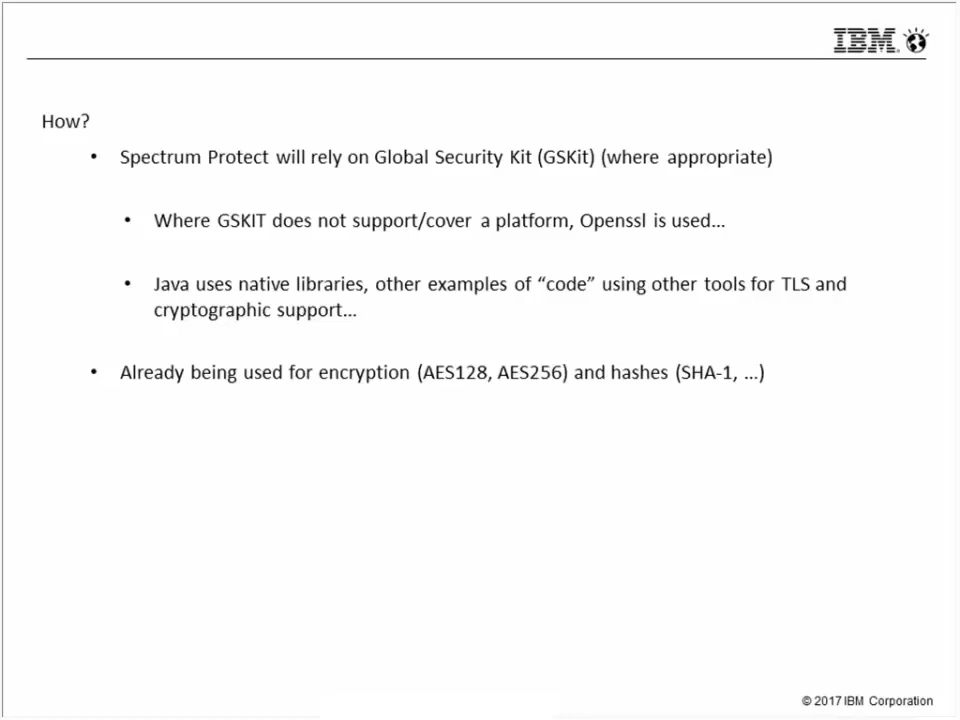 IBM
How?
• Spectrum Protect will rely on Global Security Kit (GSKit) (where appropriate)
• Where GSKIT does not support/cover a platform, Openssl is used...
• Java uses native libraries, other examples of “code” using other tools for TLS and
cryptographic support...
• Already being used for encryption (AES128, AES256) and hashes (SHA-1, ...)
© 2017 IBM Corporation